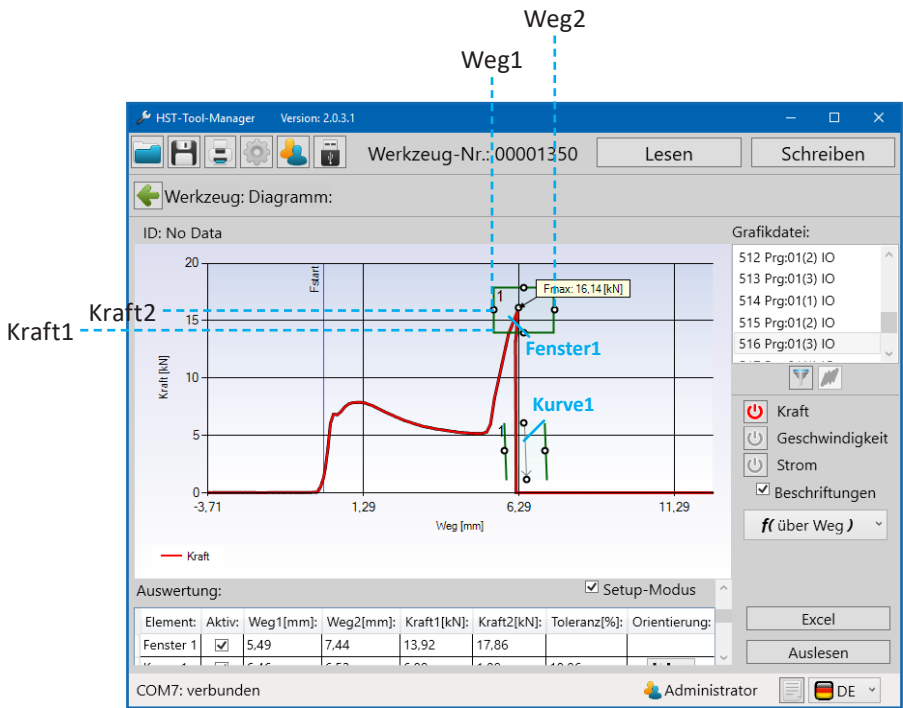 Weg2
Weg1
HST-Tool-Manager Version: 2.0.3.1
Werkzeug-Nr.: 00001350 Lesen Schreiben
Werkzeug: Diagramm:
ID: No Data
Grafikdatei:
512 Prg:01(2) IO
513 Prg:01(3) IO
514 Prg:01(1) IO
515 Prg:01(2) IO
516 Prg:01(3) IO
Kraft2
Kraft1
Kraft [kN]
20
15
10
5
0
Fstart
1
Fmax: 16,14 [kN]
Fenster1
Kurve1
1
-3,71 1,29 6,29 11,29
Weg [mm]
Kraft
Kraft
Geschwindigkeit
Strom
Beschriftungen
f( über Weg )
Auswertung: Setup-Modus
Element: Aktiv: Weg1[mm]: Weg2[mm]: Kraft1[kN]: Kraft2[kN]: Toleranz[%]: Orientierung:
Fenster 1 5,49 7,44 13,92 17,86
Excel
Auslesen
COM7: verbunden Administrator DE